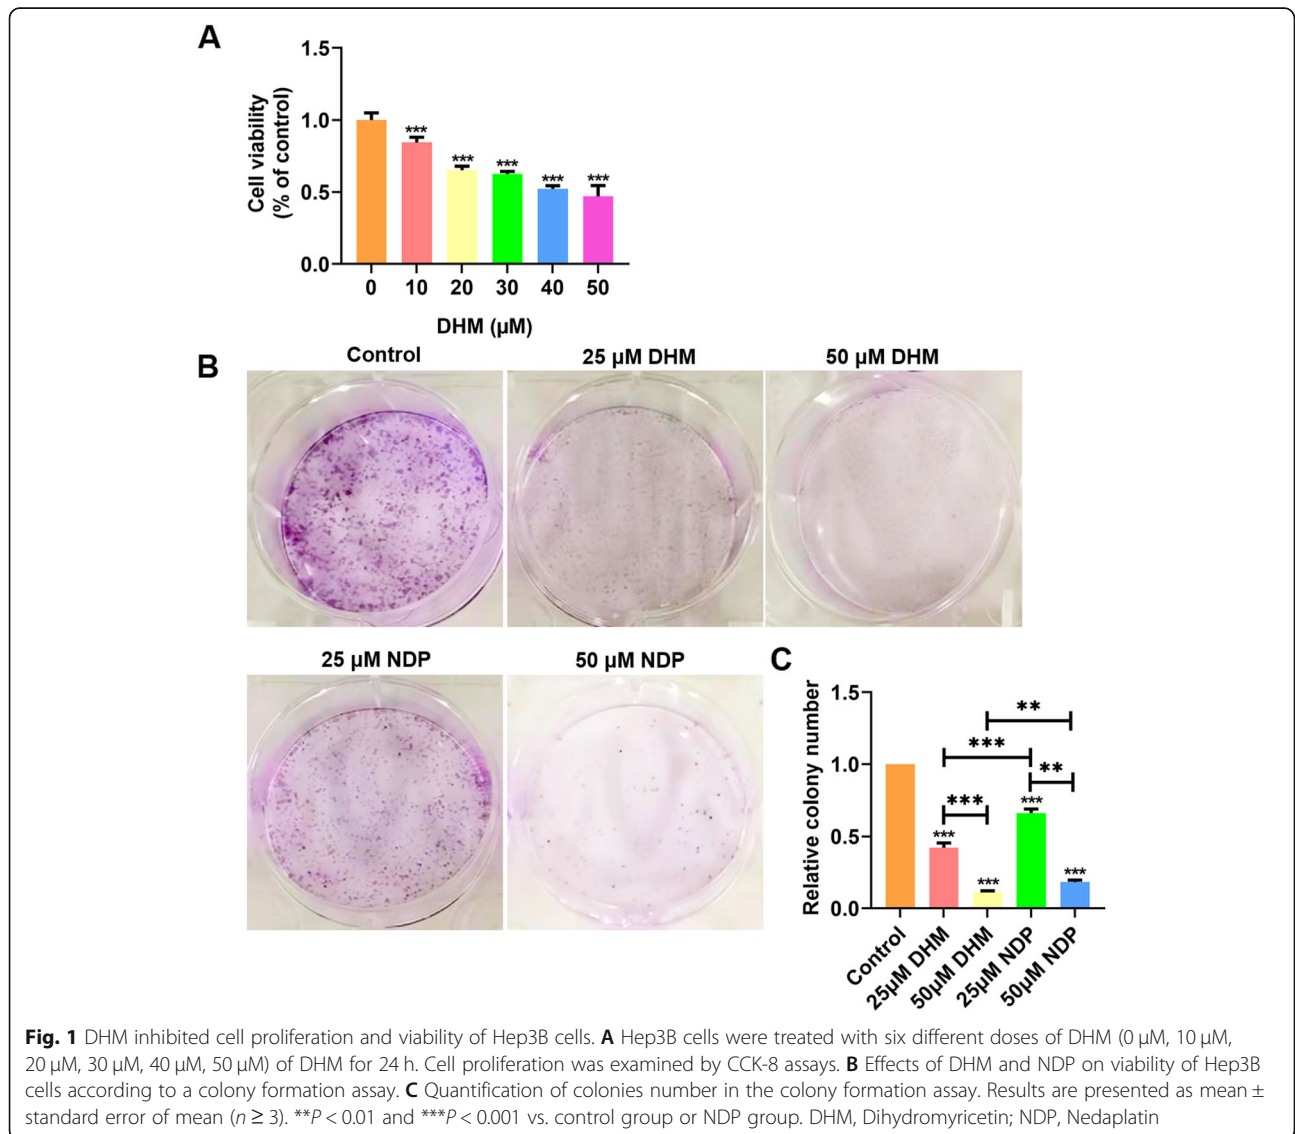 A
1.5
1.0
0.5
0.0
Cell viability
(% of control)
***
***
***
***
***
0 10 20 30 40 50
DHM (µM)
B
Control
25 µM DHM
50 µM DHM
25 µM NDP
50 µM NDP
C
1.5
1.0
0.5
0.0
Relative colony number
**
***
**
***
***
***
***
***
Control
25µM DHM
50µM DHM
25µM NDP
50µM NDP
Fig. 1 DHM inhibited cell proliferation and viability of Hep3B cells. A Hep3B cells were treated with six different doses of DHM (0 µM, 10 µM,
20 µM, 30 µM, 40 µM, 50 µM) of DHM for 24 h. Cell proliferation was examined by CCK-8 assays. B Effects of DHM and NDP on viability of Hep3B
cells according to a colony formation assay. C Quantification of colonies number in the colony formation assay. Results are presented as mean ±
standard error of mean (n ≥ 3). **P < 0.01 and ***P < 0.001 vs. control group or NDP group. DHM, Dihydromyricetin; NDP, Nedaplatin